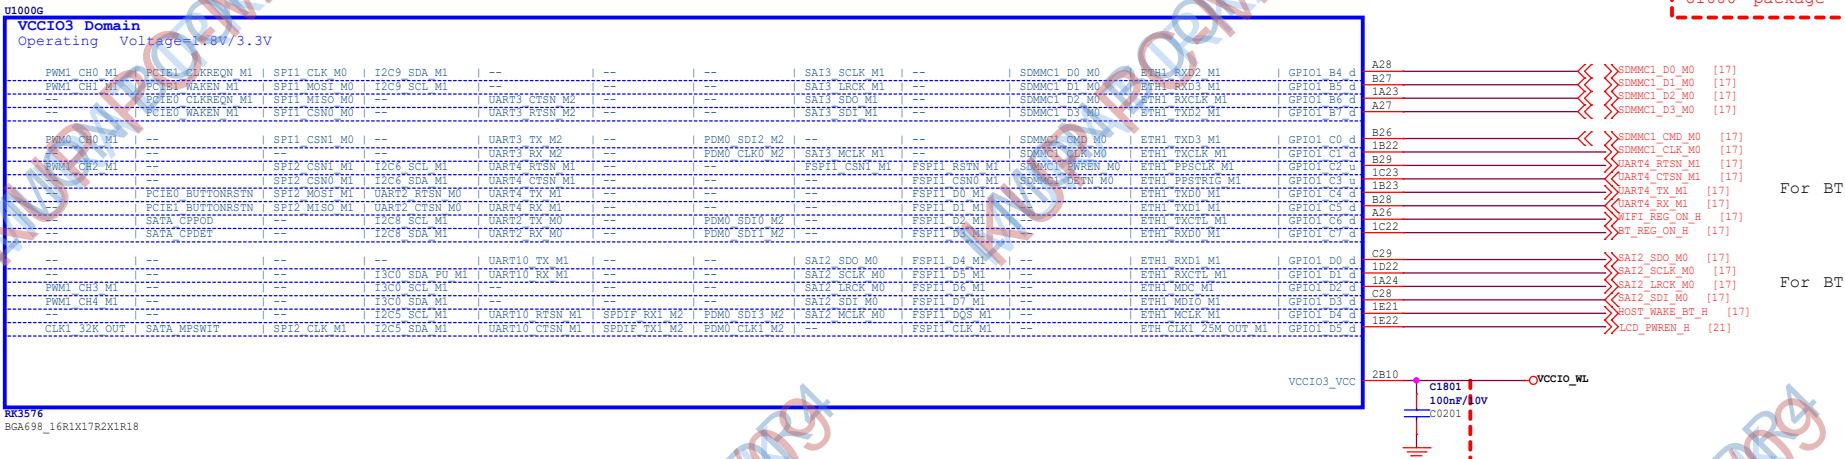 U1000G
VCCIO3 Domain
Operating Voltage=1.8V/3.3V
PWM1_CH0_M1 | PCIE1_CLKREQN_M1 | SPI1_CLK_M0 | I2C9_SDA_M1 | -- | -- | -- | SAI3_SCLK_M1 | -- | SDMMC1_D0_M0 | ETH1_RXD2_M1 | GPIO1_B4_d A28 SDMMC1_D0_M0 [17]
PWM1_CH1_M1 | PCIE1_WAKEN_M1 | SPI1_MOSI_M0 | I2C9_SCL_M1 | -- | -- | -- | SAI3_LRCK_M1 | -- | SDMMC1_D1_M0 | ETH1_RXD3_M1 | GPIO1_B5_d B27 SDMMC1_D1_M0 [17]
-- | PCIE0_CLKREQN_M1 | SPI1_MISO_M0 | -- | UART3_CTSN_M2 | -- | -- | SAI3_SDO_M1 | -- | SDMMC1_D2_M0 | ETH1_RXCLK_M1 | GPIO1_B6_d 1A23 SDMMC1_D2_M0 [17]
-- | PCIE0_WAKEN_M1 | SPI1_CSN0_M0 | -- | UART3_RTSN_M2 | -- | -- | SAI3_SDI_M1 | -- | SDMMC1_D3_M0 | ETH1_TXD2_M1 | GPIO1_B7_d A27 SDMMC1_D3_M0 [17]
PWM0_CH0_M1 | -- | SPI1_CSN1_M0 | -- | UART3_TX_M2 | -- | PDM0_SDI2_M2 | -- | -- | SDMMC1_CMD_M0 | ETH1_TXD3_M1 | GPIO1_C0_d B26 SDMMC1_CMD_M0 [17]
-- | -- | -- | -- | UART3_RX_M2 | -- | PDM0_CLK0_M2 | SAI3_MCLK_M1 | -- | SDMMC1_CLK_M0 | ETH1_TXCLK_M1 | GPIO1_C1_d 1B22 SDMMC1_CLK_M0 [17]
PWM1_CH2_M1 | -- | SPI2_CSN1_M1 | I2C6_SCL_M1 | UART4_RTSN_M1 | -- | -- | FSPI1_CSN1_M1 | FSPI1_RSTN_M1 | SDMMC1_PWREN_M0 | ETH1_PPSCLK_M1 | GPIO1_C2_u B29 UART4_RTSN_M1 [17]
-- | -- | SPI2_CSN0_M1 | I2C6_SDA_M1 | UART4_CTSN_M1 | -- | -- | -- | FSPI1_CSN0_M1 | SDMMC1_DETN_M0 | ETH1_PPSTRIG_M1 | GPIO1_C3_u 1C23 UART4_CTSN_M1 [17]
-- | PCIE0_BUTTONRSTN | SPI2_MOSI_M1 | UART2_RTSN_M0 | UART4_TX_M1 | -- | -- | -- | FSPI1_D0_M1 | -- | ETH1_TXD0_M1 | GPIO1_C4_d 1B23 UART4_TX_M1 [17] For BT
-- | PCIE1_BUTTONRSTN | SPI2_MISO_M1 | UART2_CTSN_M0 | UART4_RX_M1 | -- | -- | -- | FSPI1_D1_M1 | -- | ETH1_TXD1_M1 | GPIO1_C5_d B28 UART4_RX_M1 [17]
-- | SATA_CPPOD | -- | I2C8_SCL_M1 | UART2_TX_M0 | -- | PDM0_SDI0_M2 | -- | FSPI1_D2_M1 | -- | ETH1_TXCTL_M1 | GPIO1_C6_d A26 WIFI_REG_ON_H [17]
-- | SATA_CPDET | -- | I2C8_SDA_M1 | UART2_RX_M0 | -- | PDM0_SDI1_M2 | -- | FSPI1_D3_M1 | -- | ETH1_RXD0_M1 | GPIO1_C7_d 1C22 BT_REG_ON_H [17]
-- | -- | -- | -- | UART10_TX_M1 | -- | -- | SAI2_SDO_M0 | FSPI1_D4_M1 | -- | ETH1_RXD1_M1 | GPIO1_D0_d C29 SAI2_SDO_M0 [17]
-- | -- | -- | I3C0_SDA_PU_M1 | UART10_RX_M1 | -- | -- | SAI2_SCLK_M0 | FSPI1_D5_M1 | -- | ETH1_RXCTL_M1 | GPIO1_D1_d 1D22 SAI2_SCLK_M0 [17]
PWM1_CH3_M1 | -- | -- | I3C0_SCL_M1 | -- | -- | -- | SAI2_LRCK_M0 | FSPI1_D6_M1 | -- | ETH1_MDC_M1 | GPIO1_D2_d 1A24 SAI2_LRCK_M0 [17] For BT
PWM1_CH4_M1 | -- | -- | I3C0_SDA_M1 | -- | -- | -- | SAI2_SDI_M0 | FSPI1_D7_M1 | -- | ETH1_MDIO_M1 | GPIO1_D3_d C28 SAI2_SDI_M0 [17]
-- | -- | -- | I2C5_SCL_M1 | UART10_RTSN_M1 | SPDIF_RX1_M2 | PDM0_SDI3_M2 | SAI2_MCLK_M0 | FSPI1_DQS_M1 | -- | ETH1_MCLK_M1 | GPIO1_D4_d 1E21 HOST_WAKE_BT_H [17]
CLK1_32K_OUT | SATA_MPSWIT | SPI2_CLK_M1 | I2C5_SDA_M1 | UART10_CTSN_M1 | SPDIF_TX1_M2 | PDM0_CLK1_M2 | -- | FSPI1_CLK_M1 | -- | ETH_CLK1_25M_OUT_M1 | GPIO1_D5_d 1E22 LCD_PWREN_H [21]
VCCIO3_VCC 2B10 VCCIO_WL
C1801
100nF/10V
C0201
RK3576
BGA698_16R1X17R2X1R18